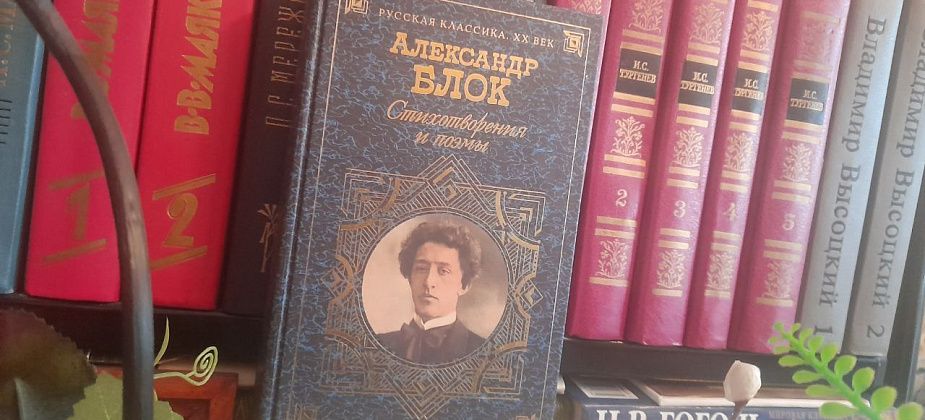 В. МАЯК
1
В. В. МАЯК
2
РУССКАЯ КЛАССИКА. XX ВЕК
АЛЕКСАНДР
БЛОК
Стихотворения
и поэмы
И.С.
ТУРГЕНЕВ
2
И.С.
ТУРГЕНЕВ
3
И.С.
ТУРГЕНЕВ
4
И.С.
ТУРГЕНЕВ
5
Владимир Высоцкий 1
Владимир Высоцкий 2
Н.В. ГОГОЛ